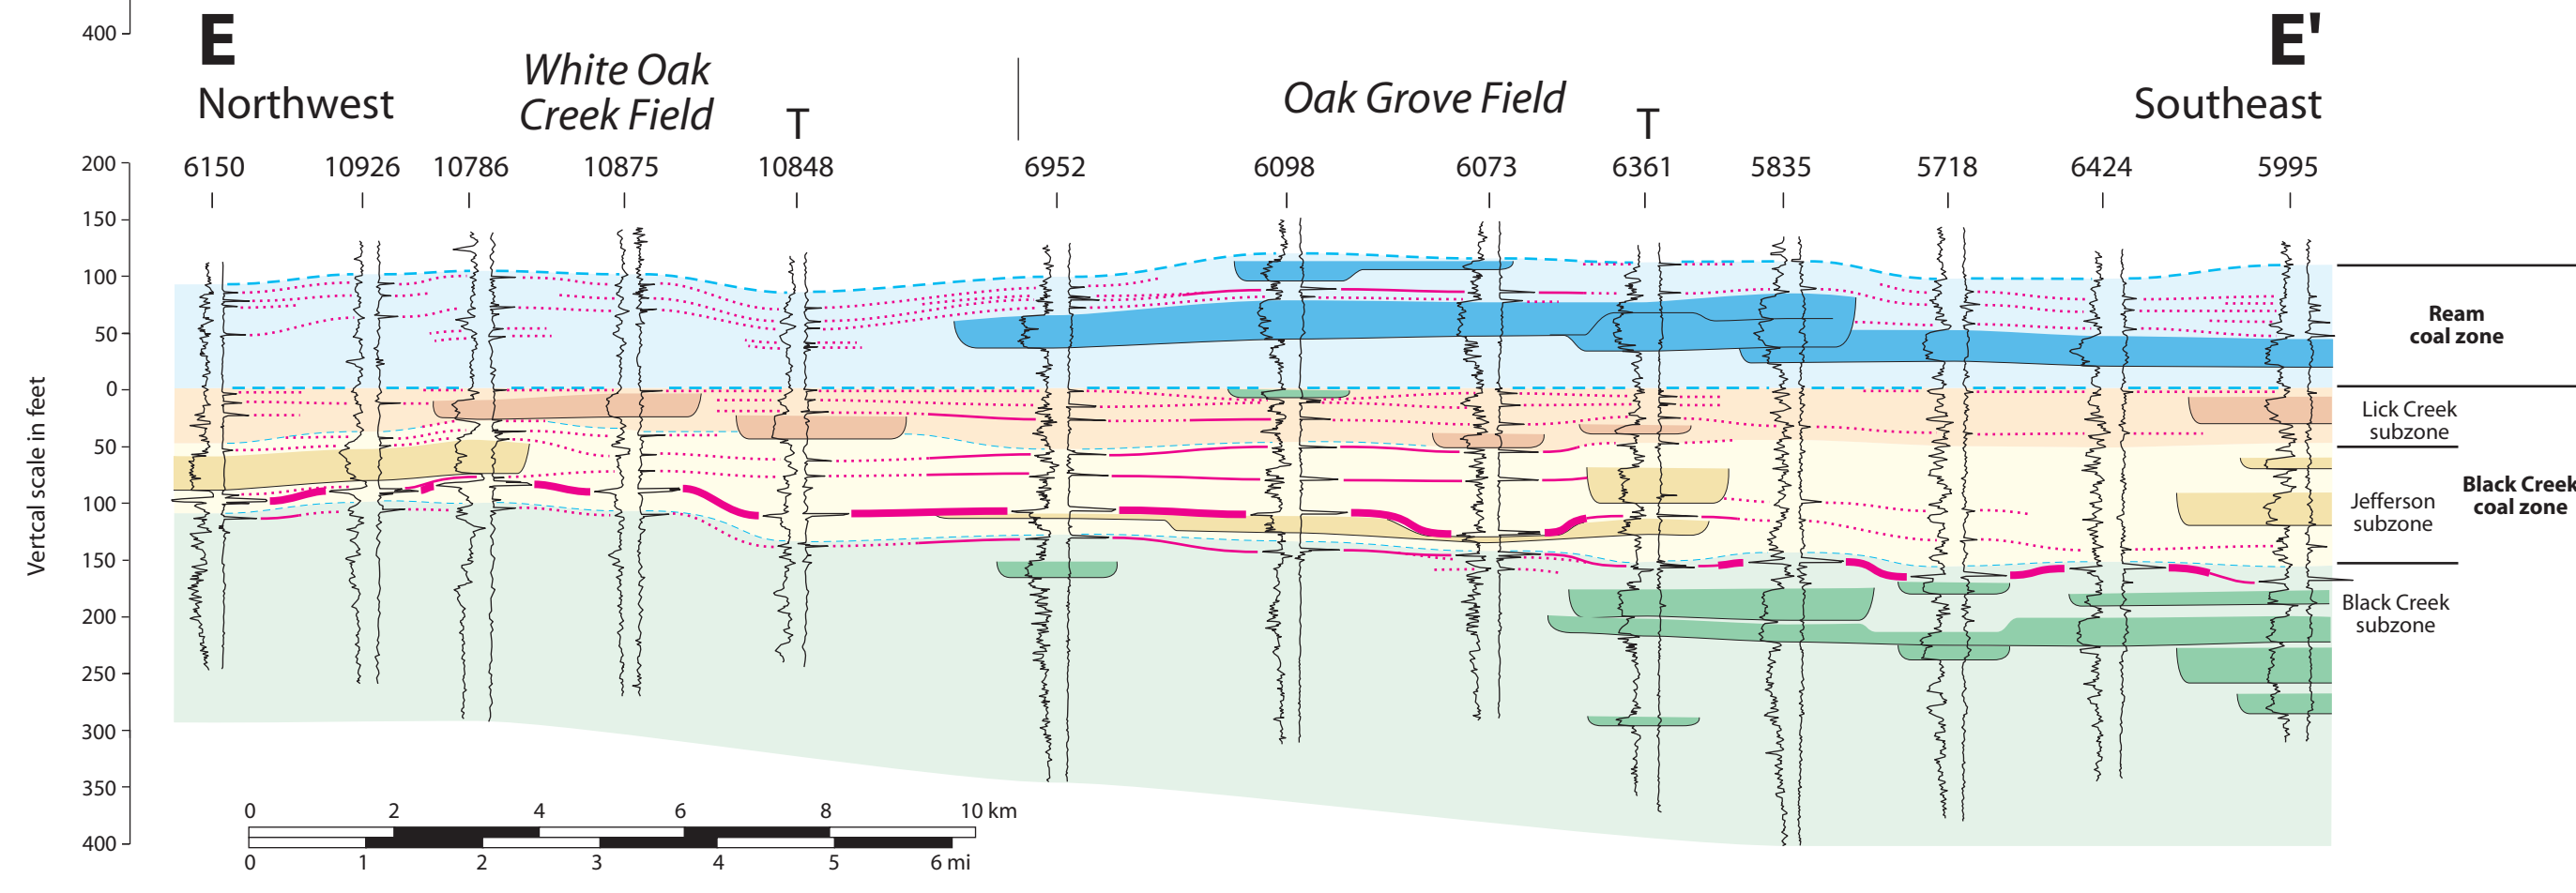 400
E
E'
White Oak
Creek Field
Oak Grove Field
Northwest
Southeast
T
T
200
6150
10926
10786
10875
10848
6952
6098
6073
6361
5835
5718
6424
5995
150
100
50
0
50
100
150
200
250
300
350
400
Vertcal scale in feet
Ream
coal zone
Lick Creek
subzone
Jefferson
subzone
Black Creek
coal zone
Black Creek
subzone
0 2 4 6 8 10 km
0 1 2 3 4 5 6 mi